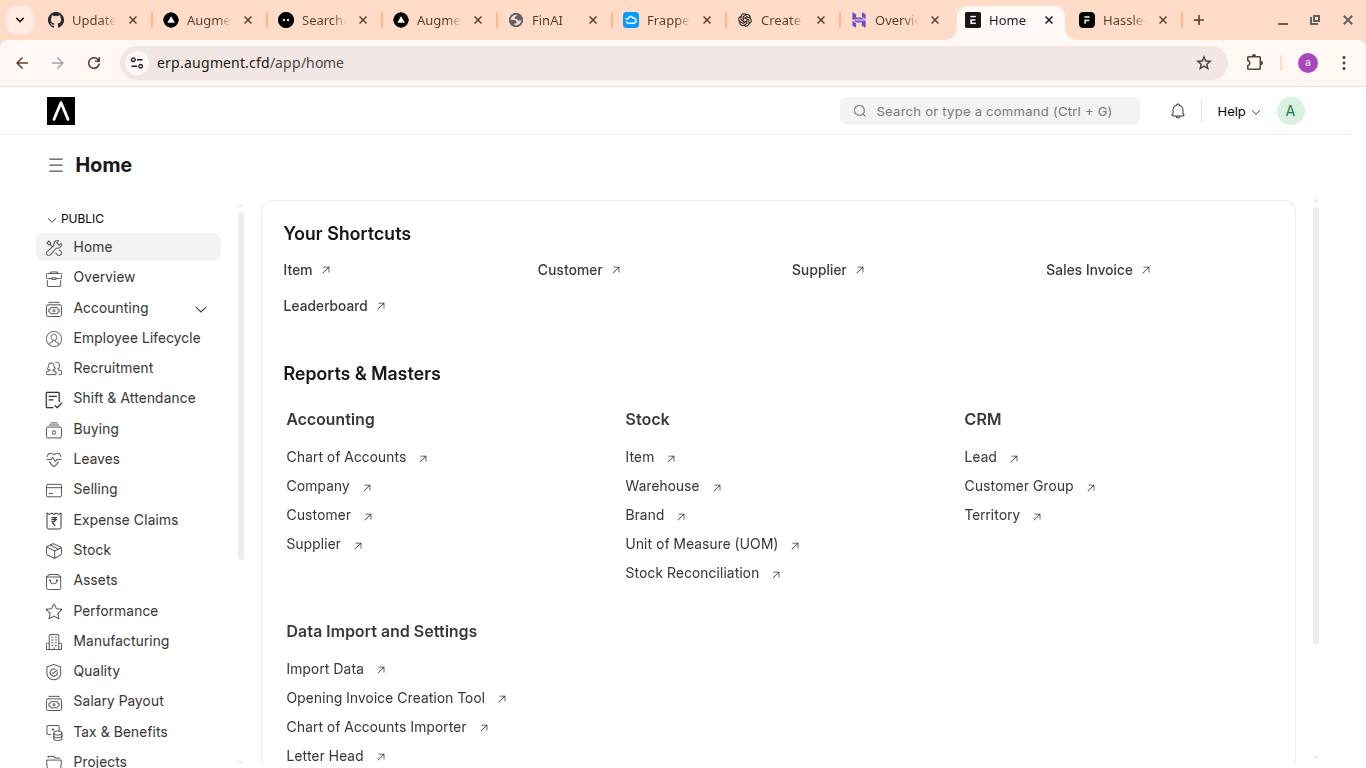 Update
Augme
Search/
Augme
FinAI
Frappe
Create
Overvie
Home
Hassle-
erp.augment.cfd/app/home
a
Search or type a command (Ctrl + G)
Help
A
Home
PUBLIC
Home
Overview
Accounting
Employee Lifecycle
Recruitment
Shift & Attendance
Buying
Leaves
Selling
Expense Claims
Stock
Assets
Performance
Manufacturing
Quality
Salary Payout
Tax & Benefits
Projects
Your Shortcuts
Item
Customer
Supplier
Sales Invoice
Leaderboard
Reports & Masters
Accounting
Chart of Accounts
Company
Customer
Supplier
Stock
Item
Warehouse
Brand
Unit of Measure (UOM)
Stock Reconciliation
CRM
Lead
Customer Group
Territory
Data Import and Settings
Import Data
Opening Invoice Creation Tool
Chart of Accounts Importer
Letter Head